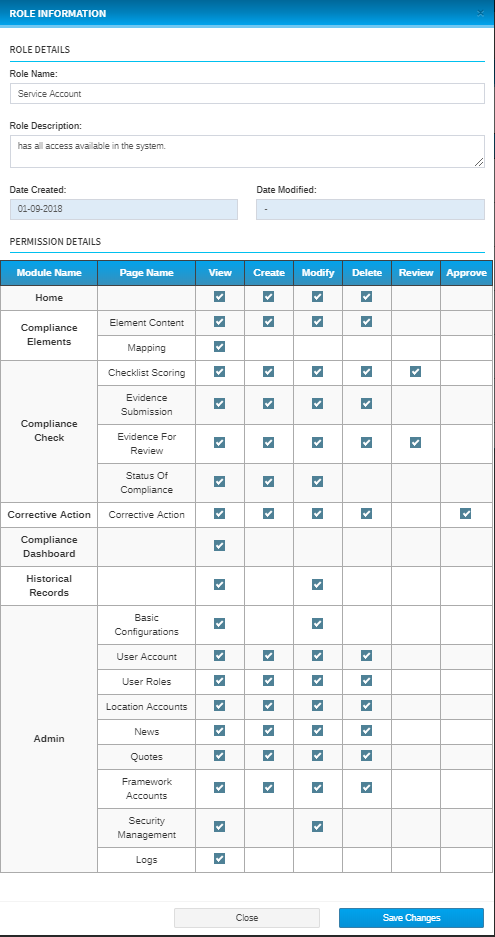 ROLE INFORMATION
ROLE DETAILS
Role Name:
Service Account
Role Description:
has all access available in the system.
Date Created:
Date Modified:
01-09-2018
-
PERMISSION DETAILS
Module Name Page Name View Create Modify Delete Review Approve
Home
Compliance
Elements
Element Content
Mapping
Compliance
Check
Checklist Scoring
Evidence
Submission
Evidence For
Review
Status Of
Compliance
Corrective Action Corrective Action
Compliance
Dashboard
Historical
Records
Admin
Basic
Configurations
User Account
User Roles
Location Accounts
News
Quotes
Framework
Accounts
Security
Management
Logs
Close
Save Changes